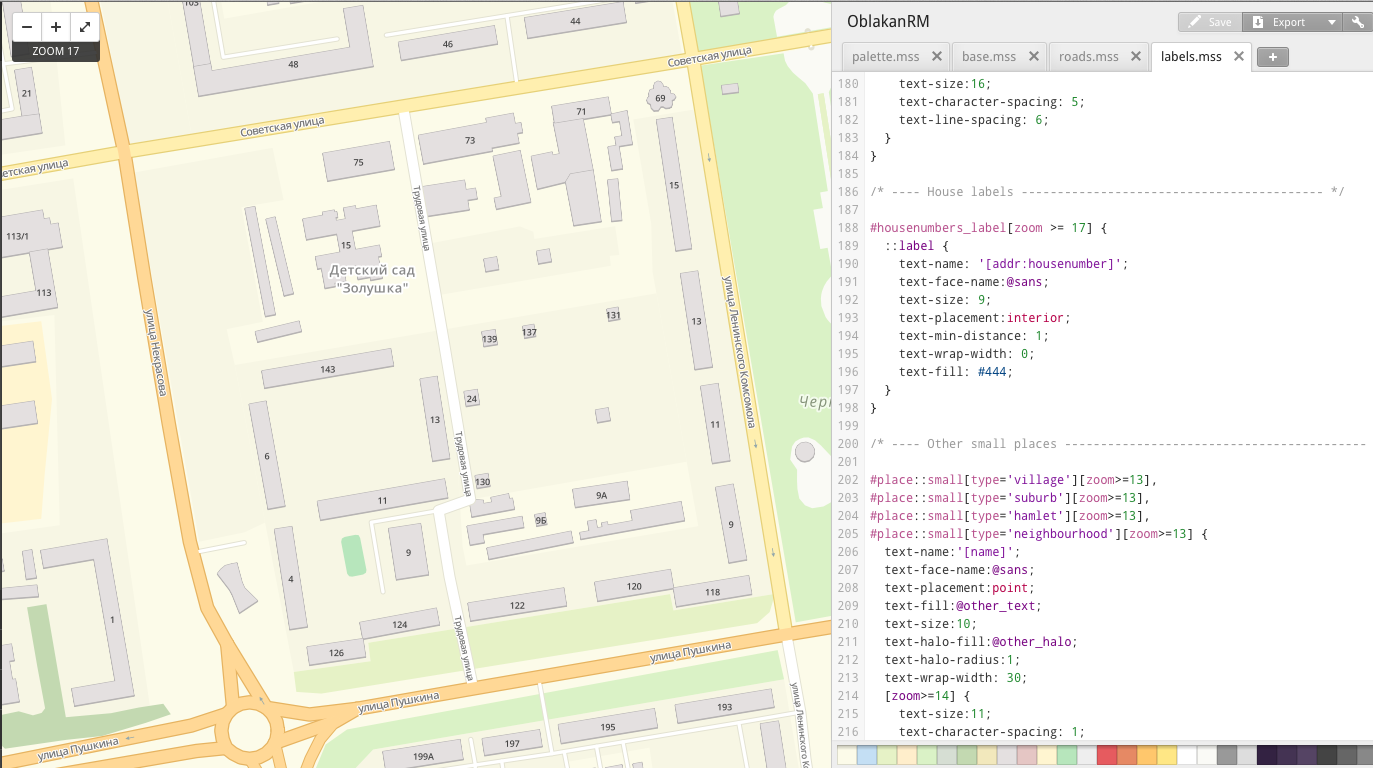 ZOOM 17
103
44
46
48
21
Советская улица
Советская улица
етская улица
69
71
73
75
15
15
113/1
113
Трудовая улица
Детский сад
"Золушка"
улица Некрасова
улица Ленинского Комсомола
131
137
139
13
143
24
13
11
Черн
6
Трудовая улица
130
11
9А
9Б
9
9
4
1
122
120
118
124
126
Трудовая улица
улица Пушкина
улица Пушкина
улица Пушкина
улица Ленинского Ко
193
195
197
199А
OblakanRM
Save
Export
palette.mss
base.mss
roads.mss
labels.mss
+
180 text-size:16;
181 text-character-spacing: 5;
182 text-line-spacing: 6;
183 }
184 }
185
186 /* ---- House labels ------------------------------------------ */
187
188 #housenumbers_label[zoom >= 17] {
189 ::label {
190 text-name: '[addr:housenumber]';
191 text-face-name:@sans;
192 text-size: 9;
193 text-placement:interior;
194 text-min-distance: 1;
195 text-wrap-width: 0;
196 text-fill: #444;
197 }
198 }
199
200 /* ---- Other small places ------------------------------------------
201
202 #place::small[type='village'][zoom>=13],
203 #place::small[type='suburb'][zoom>=13],
204 #place::small[type='hamlet'][zoom>=13],
205 #place::small[type='neighbourhood'][zoom>=13] {
206 text-name:'[name]';
207 text-face-name:@sans;
208 text-placement:point;
209 text-fill:@other_text;
210 text-size:10;
211 text-halo-fill:@other_halo;
212 text-halo-radius:1;
213 text-wrap-width: 30;
214 [zoom>=14] {
215 text-size:11;
216 text-character-spacing: 1;